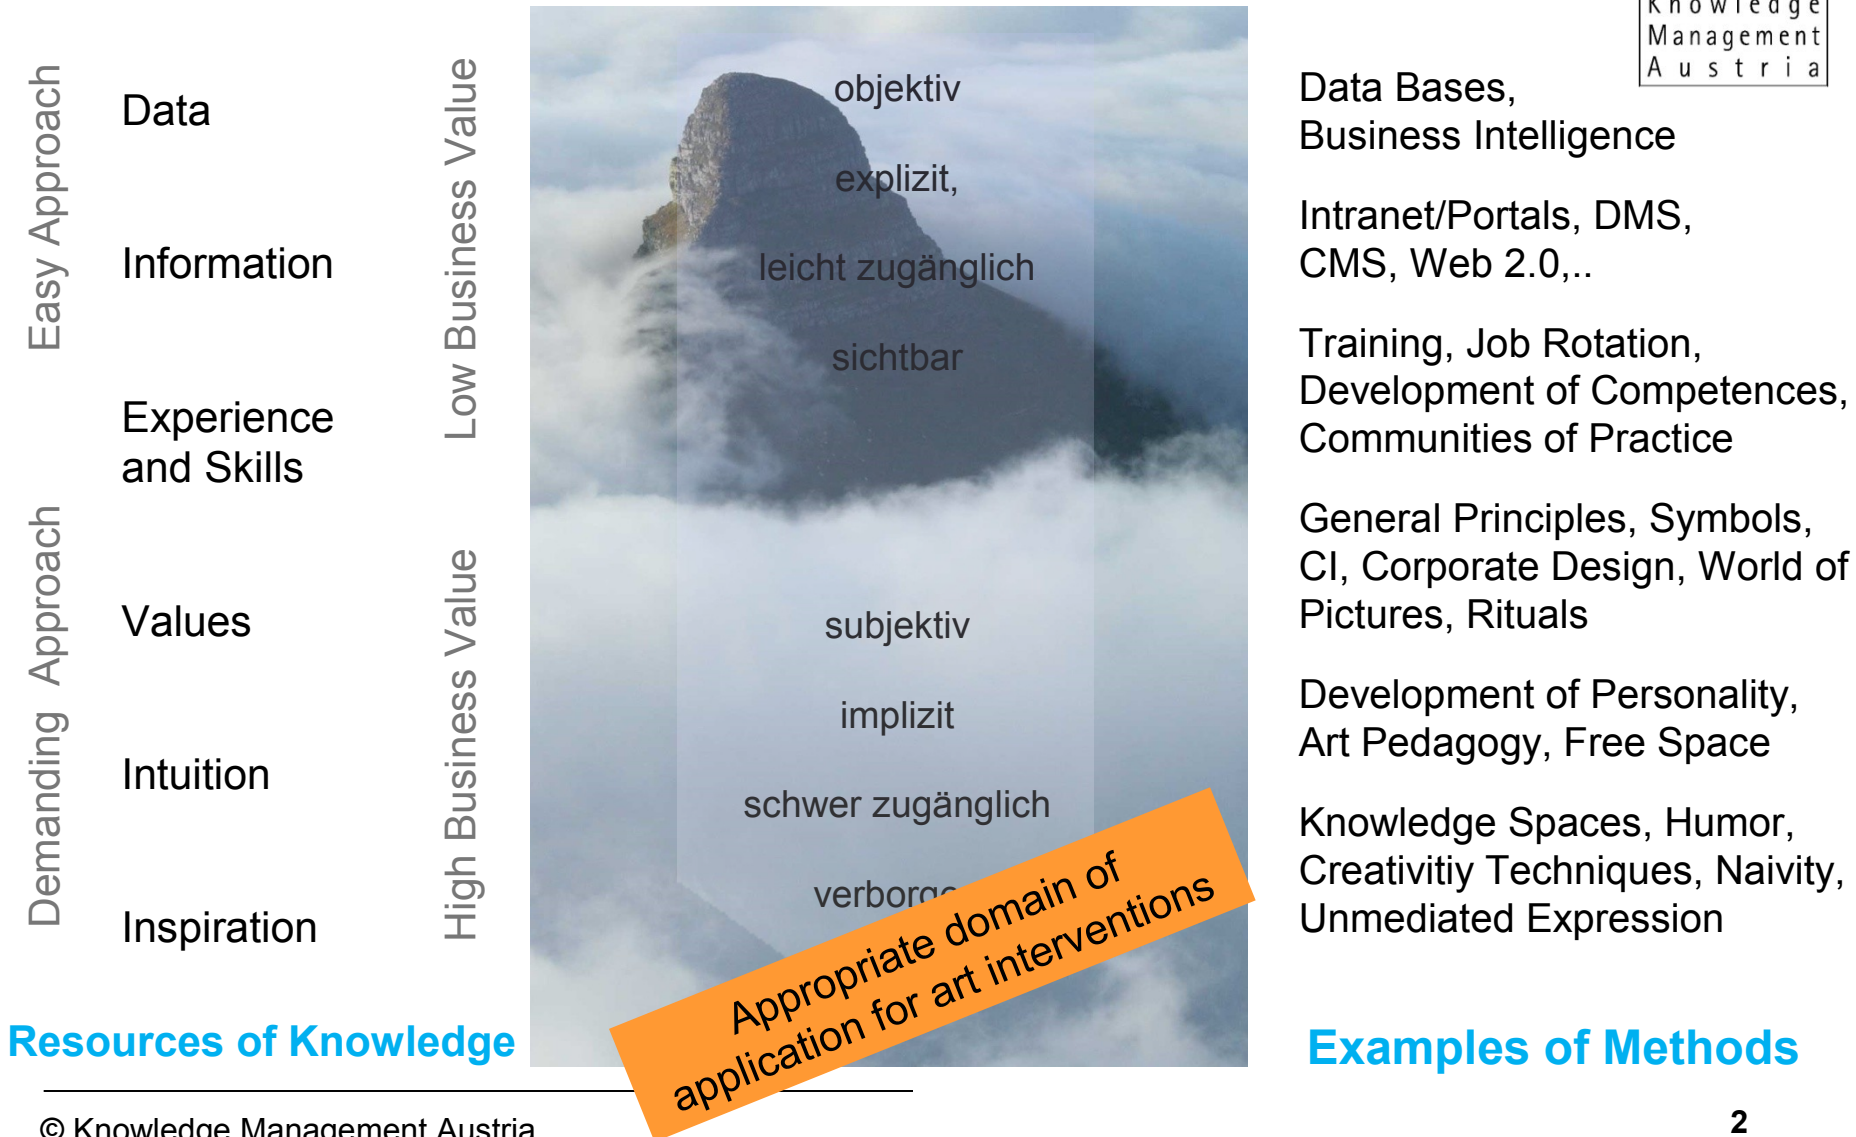 Knowledge
Management
Austria
Easy Approach
Demanding Approach
Data
Information
Experience
and Skills
Values
Intuition
Inspiration
Resources of Knowledge
Low Business Value
High Business Value
objektiv
explizit,
leicht zugänglich
sichtbar
subjektiv
implizit
schwer zugänglich
Appropriate domain of
application for art interventions
Data Bases,
Business Intelligence
Intranet/Portals, DMS,
CMS, Web 2.0,..
Training, Job Rotation,
Development of Competences,
Communities of Practice
General Principles, Symbols,
CI, Corporate Design, World of
Pictures, Rituals
Development of Personality,
Art Pedagogy, Free Space
Knowledge Spaces, Humor,
Creativitiy Techniques, Naivity,
Unmediated Expression
Examples of Methods
© Knowledge Management Austria
2